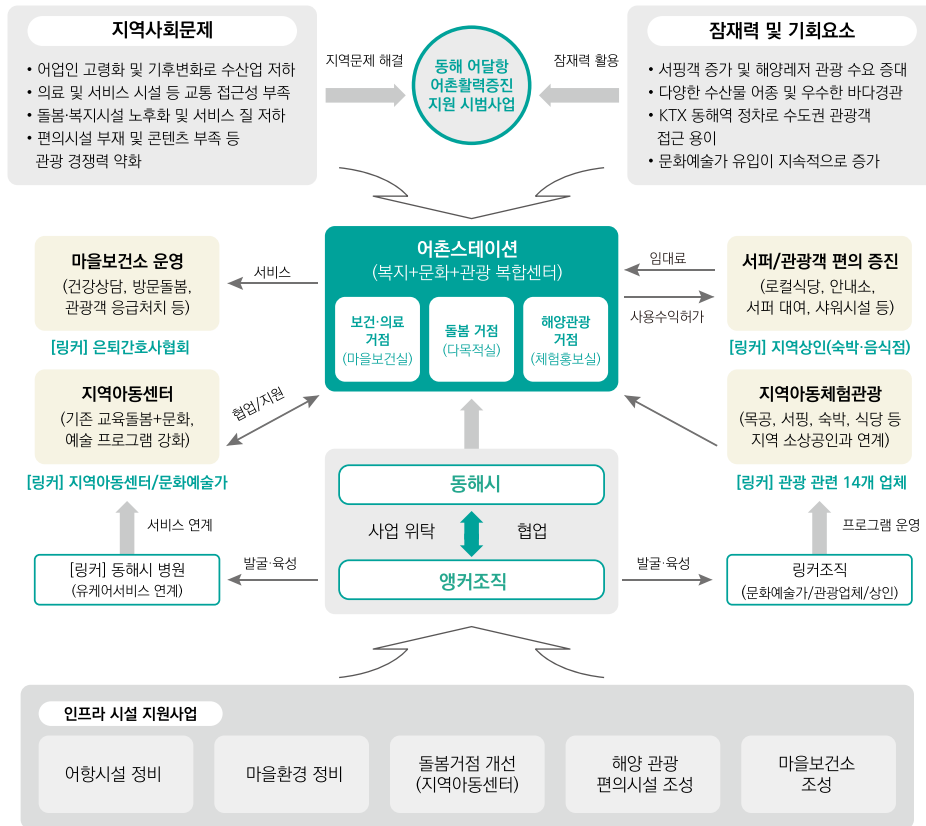 지역사회문제
• 어업인 고령화 및 기후변화로 수산업 저하
• 의료 및 서비스 시설 등 교통 접근성 부족
• 돌봄·복지시설 노후화 및 서비스 질 저하
• 편의시설 부재 및 콘텐츠 부족 등
관광 경쟁력 약화
지역문제 해결
동해 어달항
어촌활력증진
지원 시범사업
잠재력 활용
잠재력 및 기회요소
• 서핑객 증가 및 해양레저 관광 수요 증대
• 다양한 수산물 어종 및 우수한 바다경관
• KTX 동해역 정차로 수도권 관광객
접근 용이
• 문화예술가 유입이 지속적으로 증가
마을보건소 운영
(건강상담, 방문돌봄,
관광객 응급처치 등)
[링커] 은퇴간호사협회
서비스
어촌스테이션
(복지+문화+관광 복합센터)
보건·의료
거점
(마을보건실)
돌봄 거점
(다목적실)
해양관광
거점
(체험홍보실)
임대료
사용수익허가
서퍼/관광객 편의 증진
(로컬식당, 안내소,
서퍼 대여, 샤워시설 등)
[링커] 지역상인(숙박·음식점)
지역아동센터
(기존 교육돌봄+문화,
예술 프로그램 강화)
[링커] 지역아동센터/문화예술가
협업/지원
지역아동체험관광
(목공, 서핑, 숙박, 식당 등
지역 소상공인과 연계)
[링커] 관광 관련 14개 업체
서비스 연계
[링커] 동해시 병원
(유케어서비스 연계)
발굴·육성
동해시
사업 위탁
협업
앵커조직
발굴·육성
프로그램 운영
링커조직
(문화예술가/관광업체/상인)
인프라 시설 지원사업
어항시설 정비
마을환경 정비
돌봄거점 개선
(지역아동센터)
해양 관광
편의시설 조성
마을보건소
조성